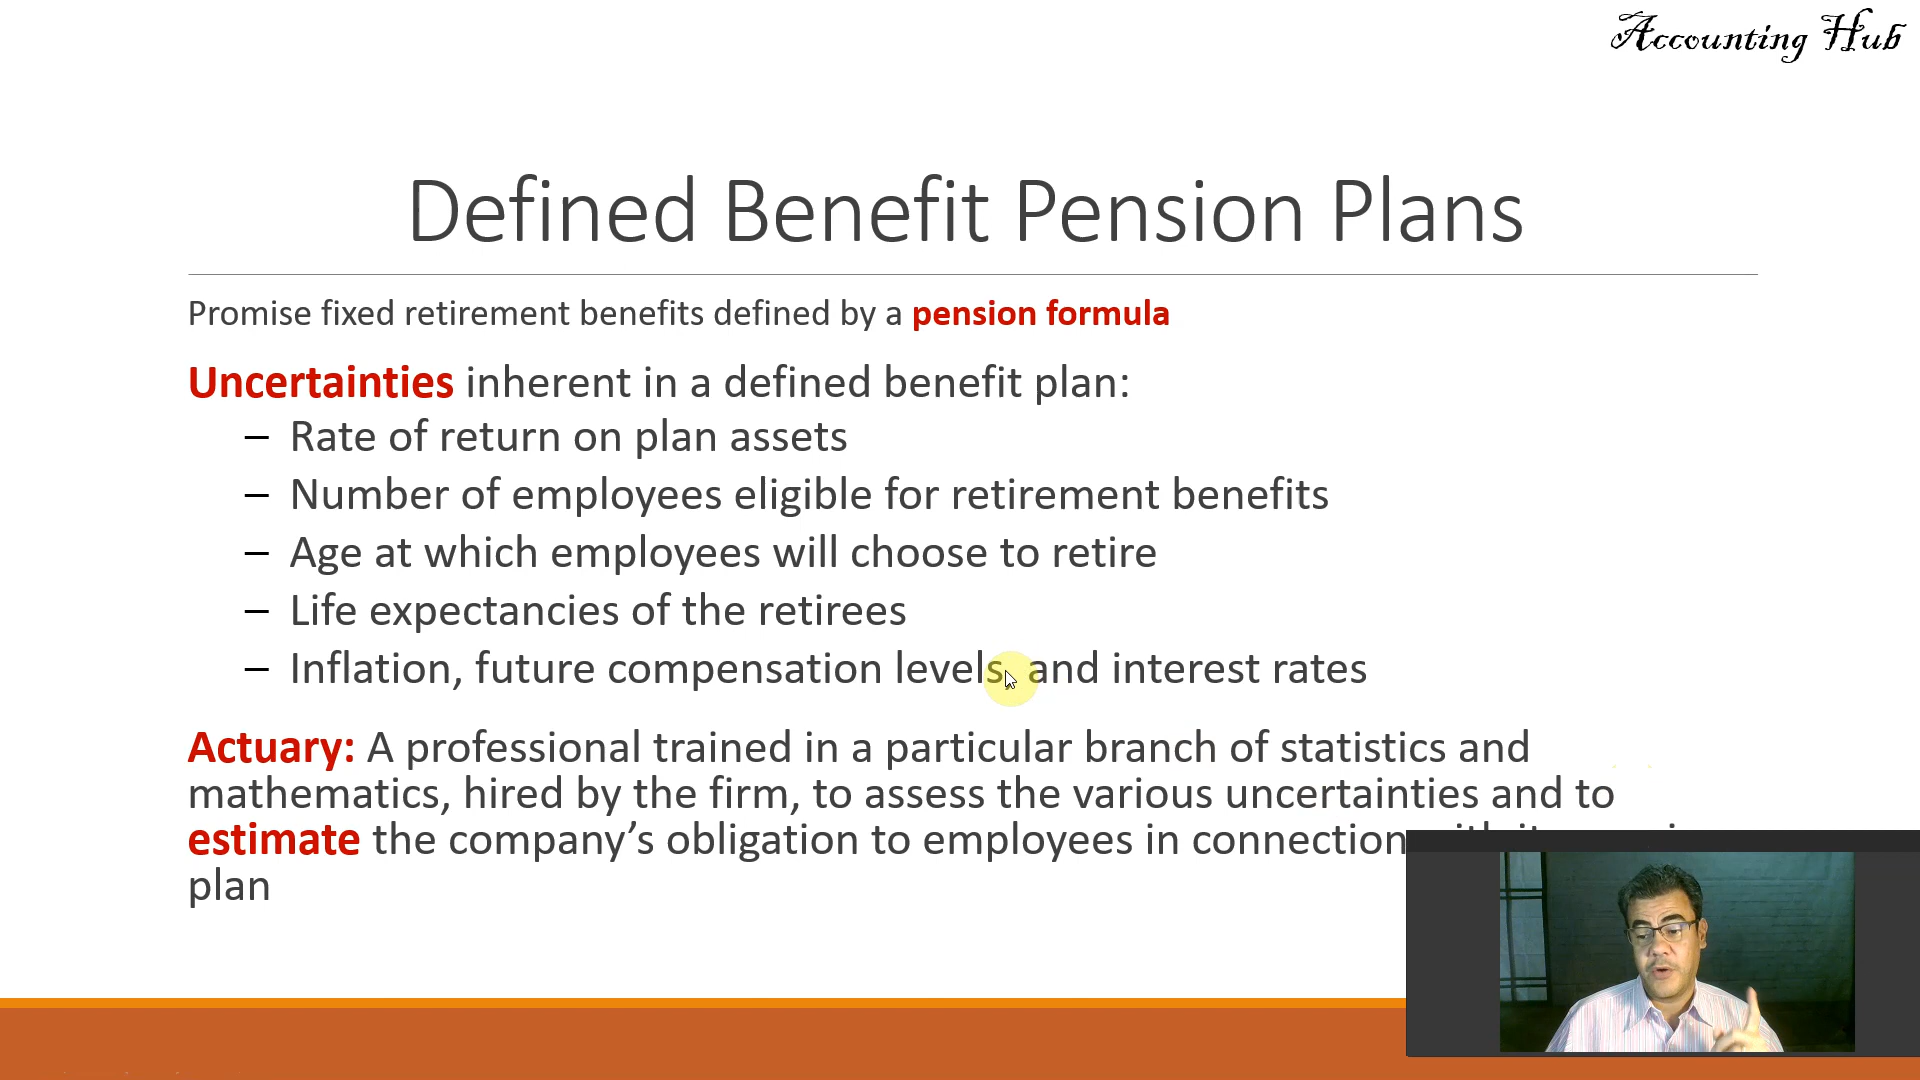 Accounting Hub
Defined Benefit Pension Plans
Promise fixed retirement benefits defined by a pension formula
Uncertainties inherent in a defined benefit plan:
– Rate of return on plan assets
– Number of employees eligible for retirement benefits
– Age at which employees will choose to retire
– Life expectancies of the retirees
– Inflation, future compensation levels, and interest rates
Actuary: A professional trained in a particular branch of statistics and
mathematics, hired by the firm, to assess the various uncertainties and to
estimate the company’s obligation to employees in connection
plan